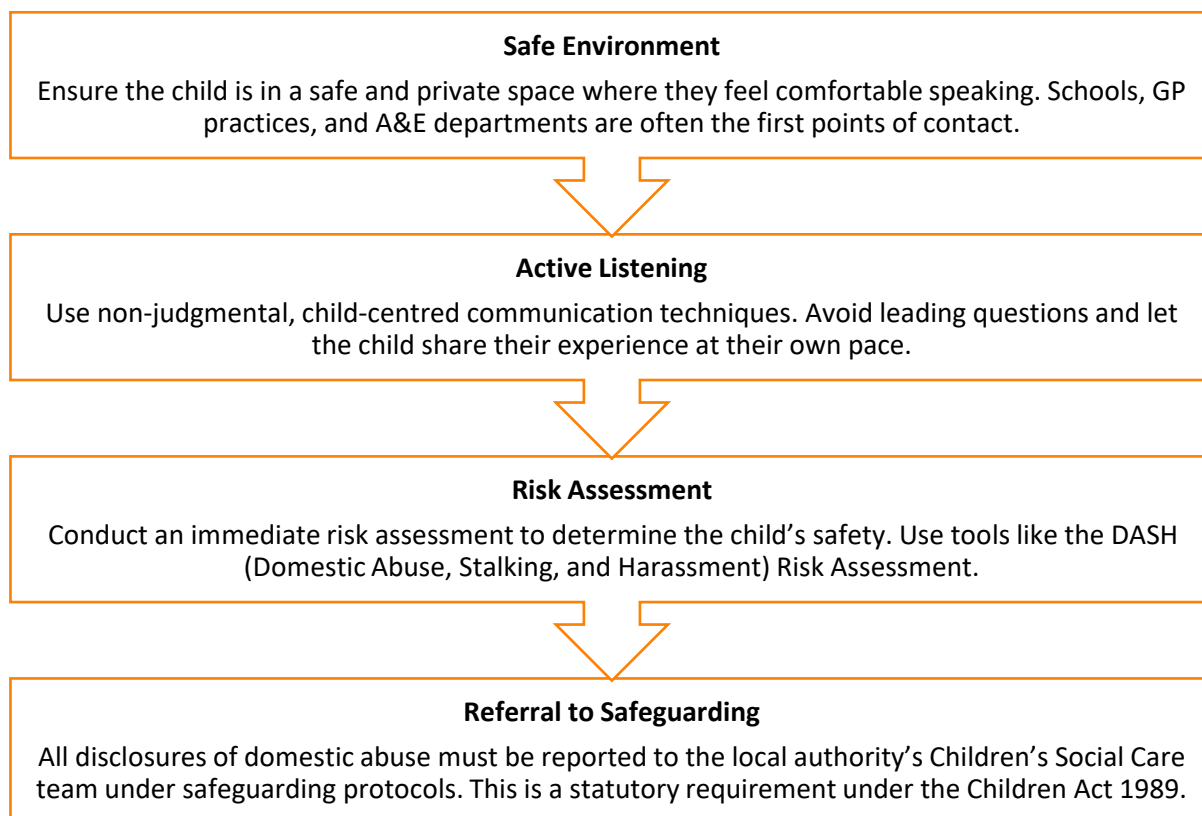 Safe Environment
Ensure the child is in a safe and private space where they feel comfortable speaking. Schools, GP
practices, and A&E departments are often the first points of contact.
Active Listening
Use non-judgmental, child-centred communication techniques. Avoid leading questions and let
the child share their experience at their own pace.
Risk Assessment
Conduct an immediate risk assessment to determine the child’s safety. Use tools like the DASH
(Domestic Abuse, Stalking, and Harassment) Risk Assessment.
Referral to Safeguarding
All disclosures of domestic abuse must be reported to the local authority’s Children’s Social Care
team under safeguarding protocols. This is a statutory requirement under the Children Act 1989.